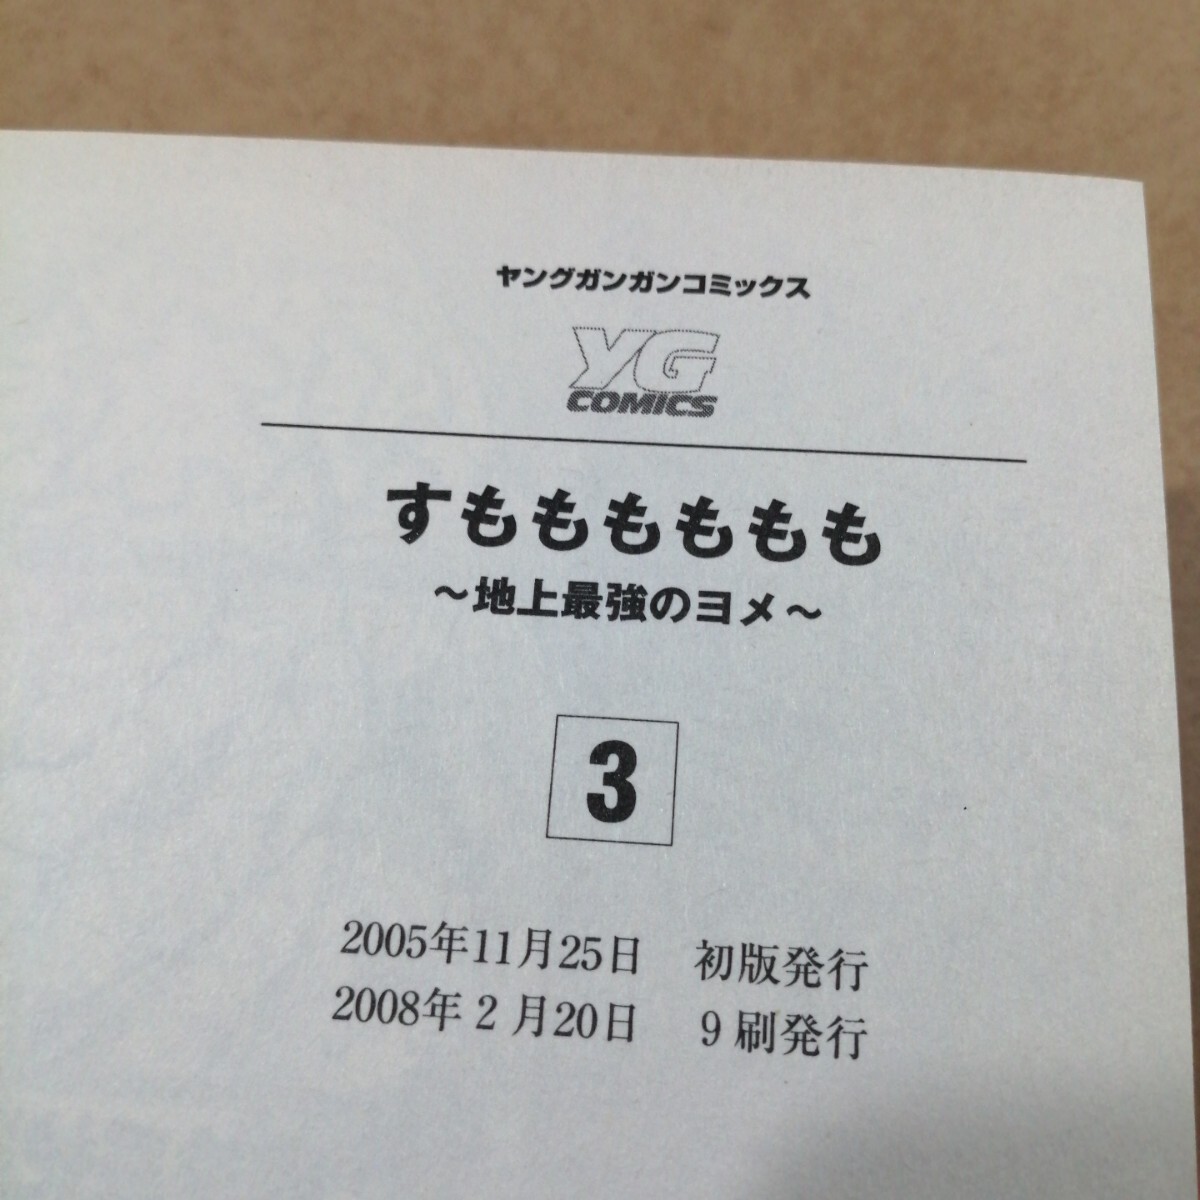 ヤングガンガンコミックス
YG
COMICS
すもももももも
～地上最強のヨメ～
3
2005年11月25日　初版発行
2008年2月20日　9刷発行